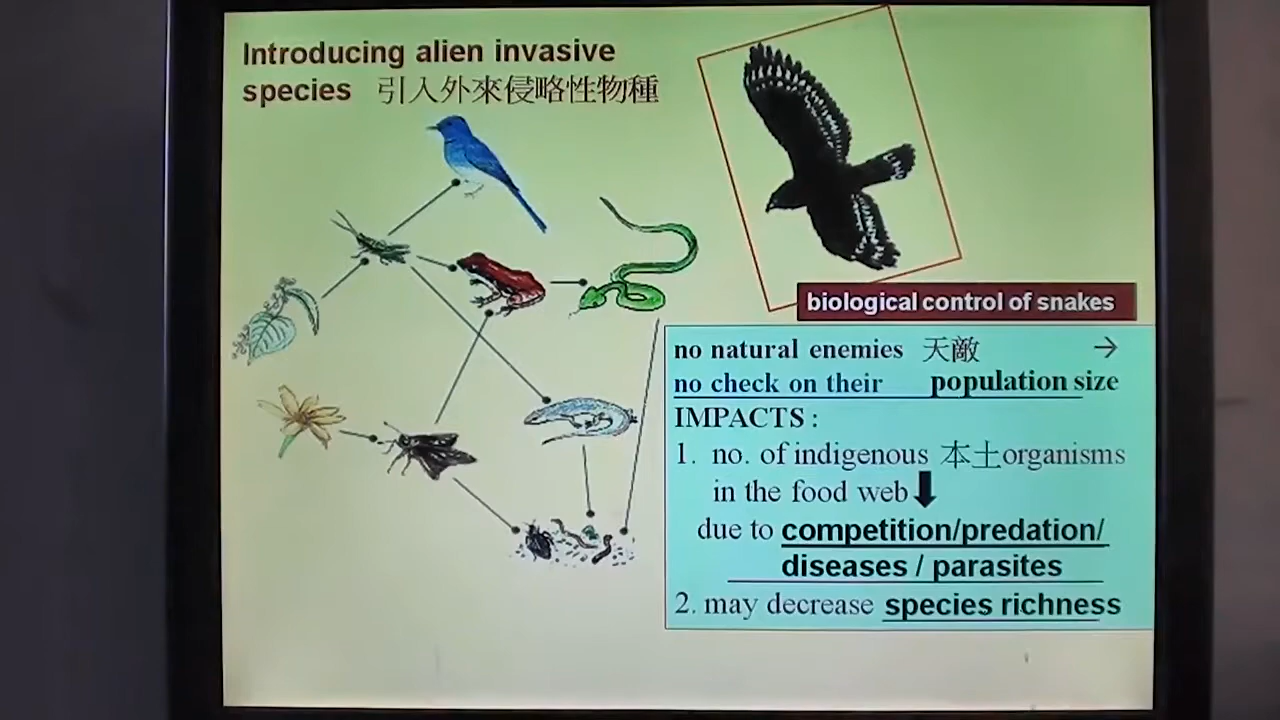 Introducing alien invasive
species 引入外來侵略性物種
biological control of snakes
no natural enemies 天敵 →
no check on their population size
IMPACTS :
1. no. of indigenous 本土organisms
in the food web
due to competition/predation/
diseases / parasites
2. may decrease species richness